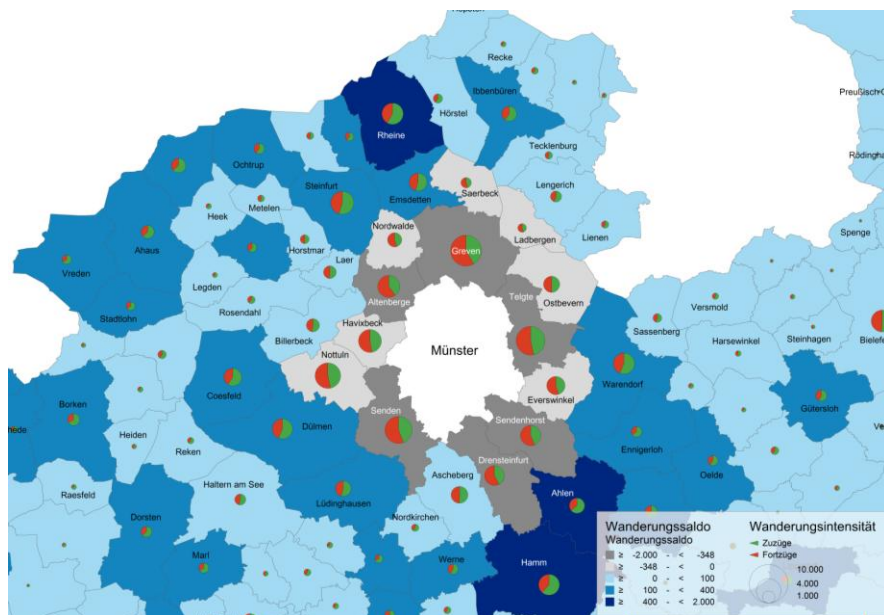 Hopsten
Recke
Ibbenbüren
Preußisch
Rheine
Hörstel
Rödingha
Ochtrup
Tecklenburg
Steinfurt
Emsdetten
Saerbeck
Lengerich
Heek
Metelen
Nordwalde
Ladbergen
Lienen
Spenge
Ahaus
Horstmar
Greven
Vreden
Laer
Legden
Altenberge
Telgte
Ostbevern
Stadtlohn
Rosendahl
Versmold
Billerbeck
Havixbeck
Sassenberg
Steinhagen
Harsewinkel
Bielefe
Münster
Nottuln
Warendorf
Coesfeld
Everswinkel
Borken
Gütersloh
Senden
Sendenhorst
hede
Dülmen
Heiden
Ennigerloh
Reken
Drensteinfurt
Oelde
Raesfeld
Haltern am See
Lüdinghausen
Ascheberg
Ahlen
Dorsten
Nordkirchen
Marl
Werne
Hamm
Wanderungssaldo
Wanderungssaldo
≥ -2.000 - < -348
≥ -348 - < 0
≥ 0 - < 100
≥ 100 - < 400
≥ 400 - < 2.000
Wanderungsintensität
Zuzüge
Fortzüge
10.000
4.000
1.000